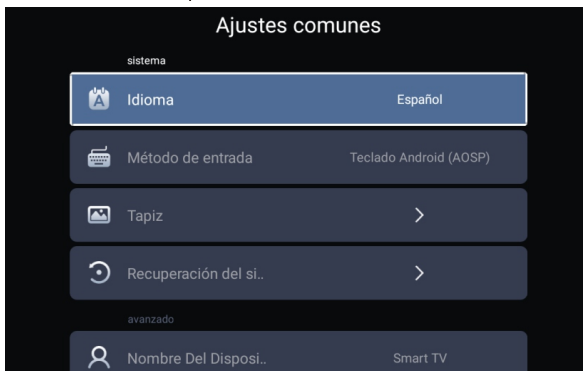 Ajustes comunes
sistema
Idioma Español
Método de entrada Teclado Android (AOSP)
Tapiz
Recuperación del si..
avanzado
Nombre Del Disposi.. Smart TV